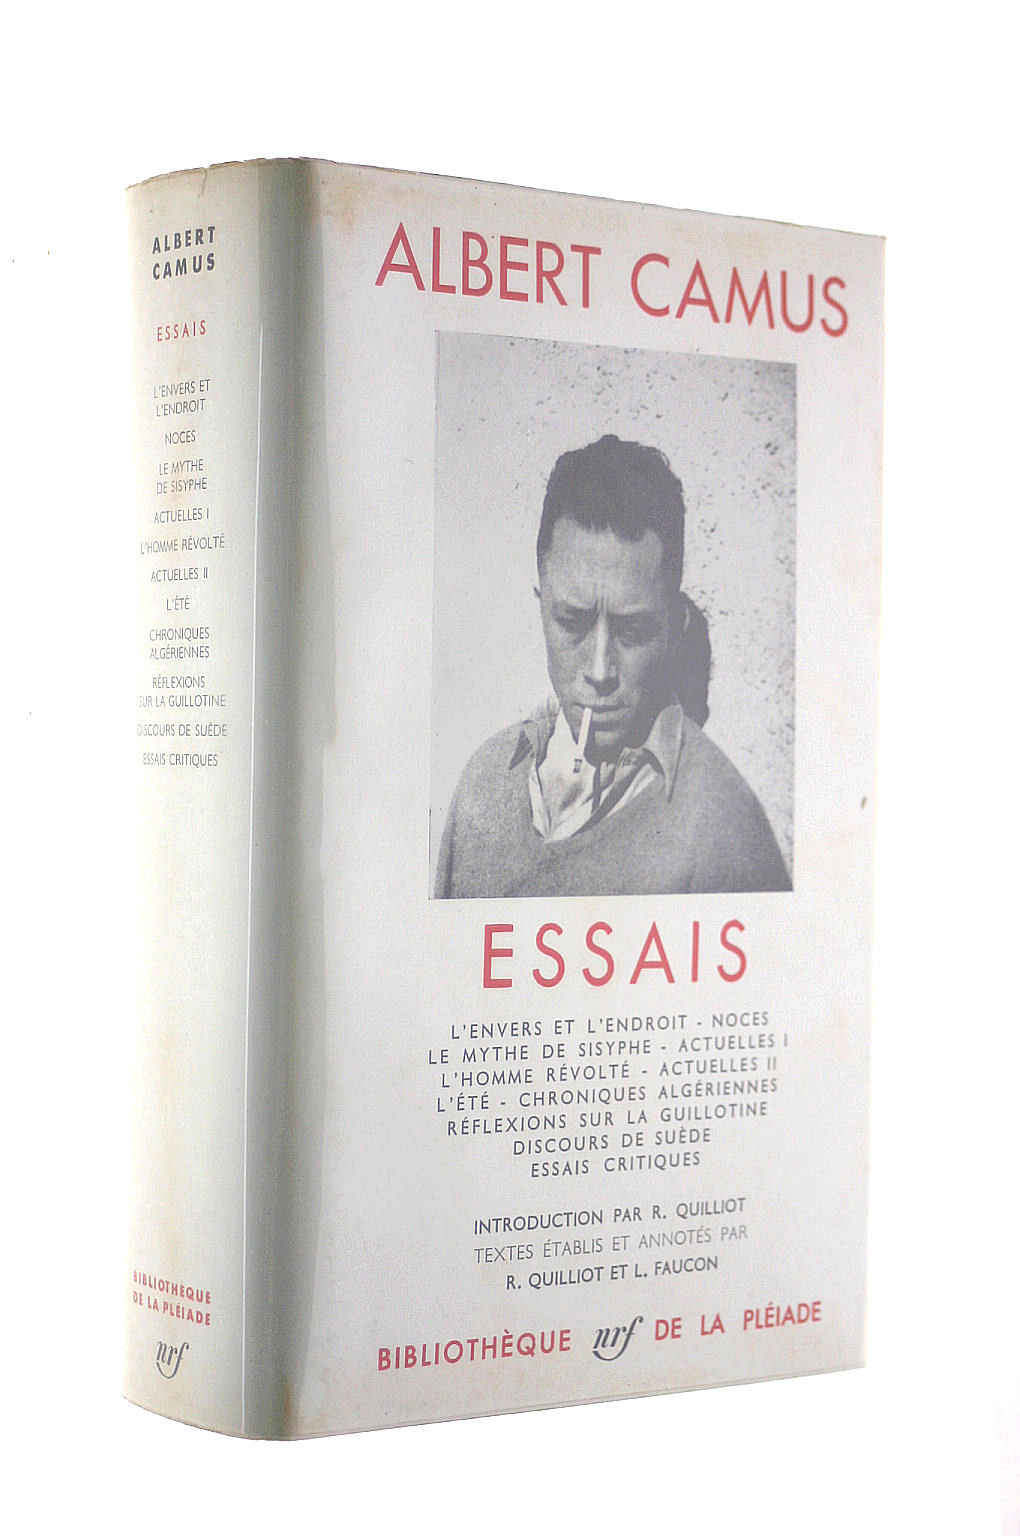 ALBERT
CAMUS
ESSAIS
L'ENVERS ET
L'ENDROIT
NOCES
LE MYTHE
DE SISYPHE
ACTUELLES I
L'HOMME RÉVOLTÉ
ACTUELLES II
L'ÉTÉ
CHRONIQUES
ALGÉRIENNES
RÉFLEXIONS
SUR LA GUILLOTINE
DISCOURS DE SUÈDE
ESSAIS CRITIQUES
BIBLIOTHÈQUE
DE LA PLÉIADE
nrf
ALBERT CAMUS
ESSAIS
L'ENVERS ET L'ENDROIT - NOCES
LE MYTHE DE SISYPHE - ACTUELLES I
L'HOMME RÉVOLTÉ - ACTUELLES II
L'ÉTÉ - CHRONIQUES ALGÉRIENNES
RÉFLEXIONS SUR LA GUILLOTINE
DISCOURS DE SUÈDE
ESSAIS CRITIQUES
INTRODUCTION PAR R. QUILLIOT
TEXTES ÉTABLIS ET ANNOTÉS PAR
R. QUILLIOT ET L. FAUCON
BIBLIOTHÈQUE nrf DE LA PLÉIADE